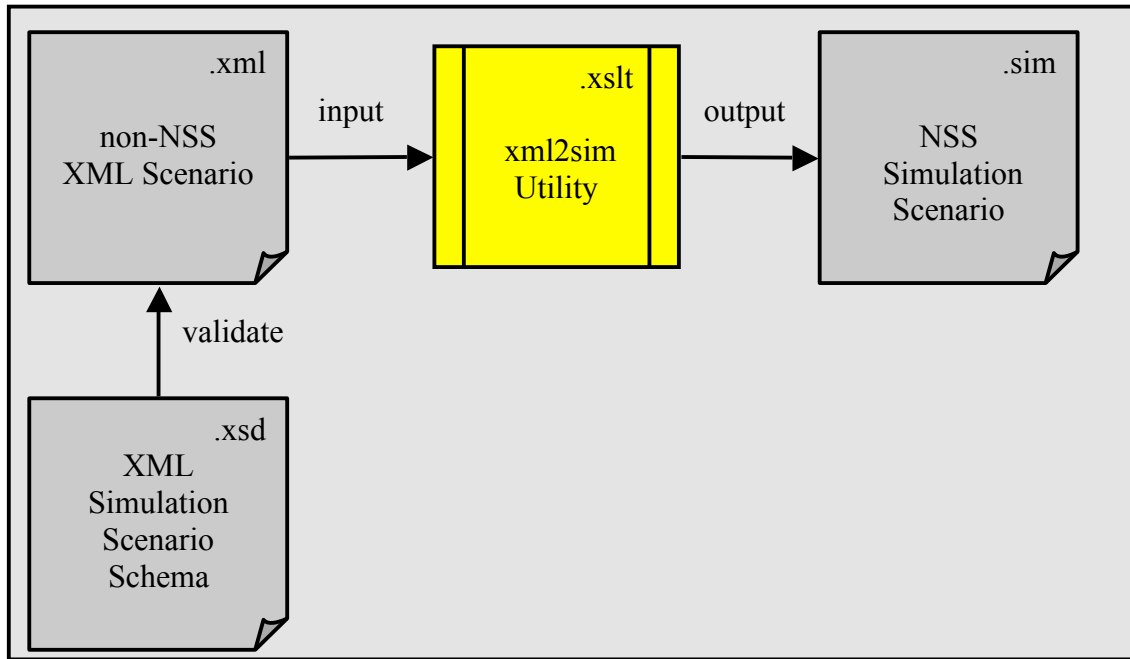 .xml
non-NSS
XML Scenario
input
.xslt
xml2sim
Utility
output
.sim
NSS
Simulation
Scenario
validate
.xsd
XML
Simulation
Scenario
Schema